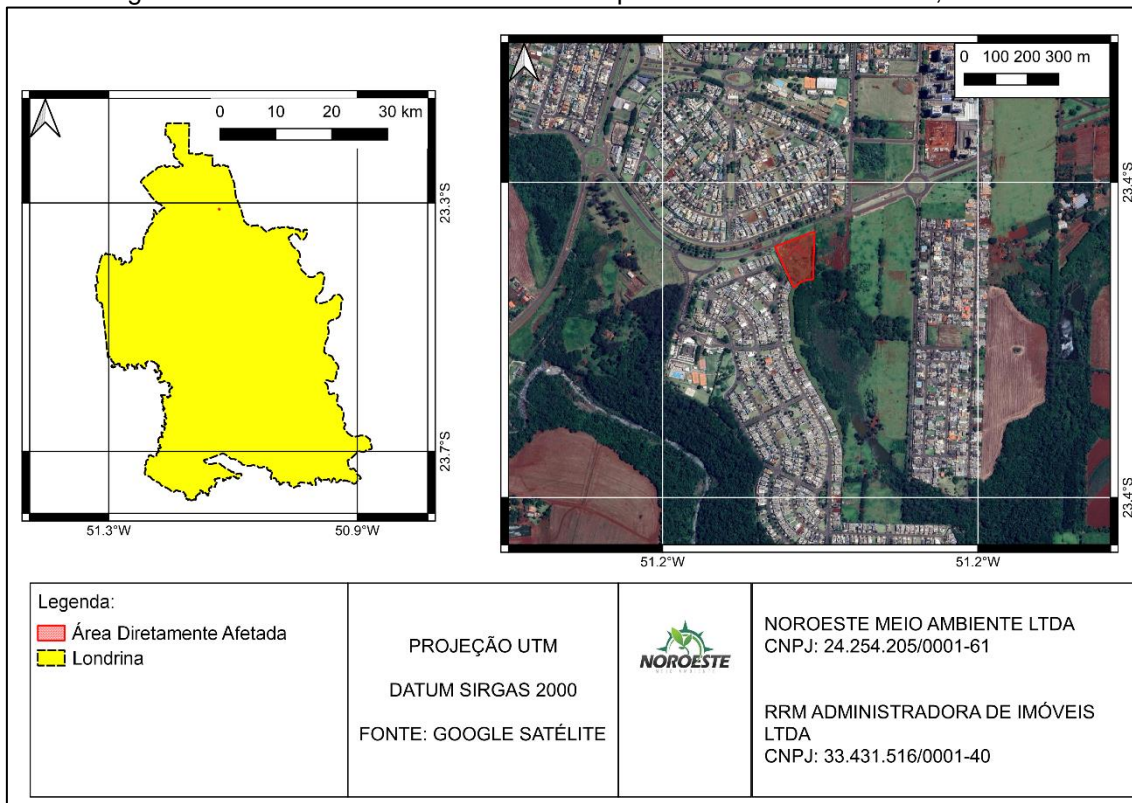 0 10 20 30 km
23.3°S
23.7°S
51.3°W 50.9°W
0 100 200 300 m
23.4°S
23.4°S
51.2°W 51.2°W
Legenda:
Área Diretamente Afetada
Londrina
PROJEÇÃO UTM
DATUM SIRGAS 2000
FONTE: GOOGLE SATÉLITE
NOROESTE
NOROESTE MEIO AMBIENTE LTDA
CNPJ: 24.254.205/0001-61
RRM ADMINISTRADORA DE IMÓVEIS
LTDA
CNPJ: 33.431.516/0001-40